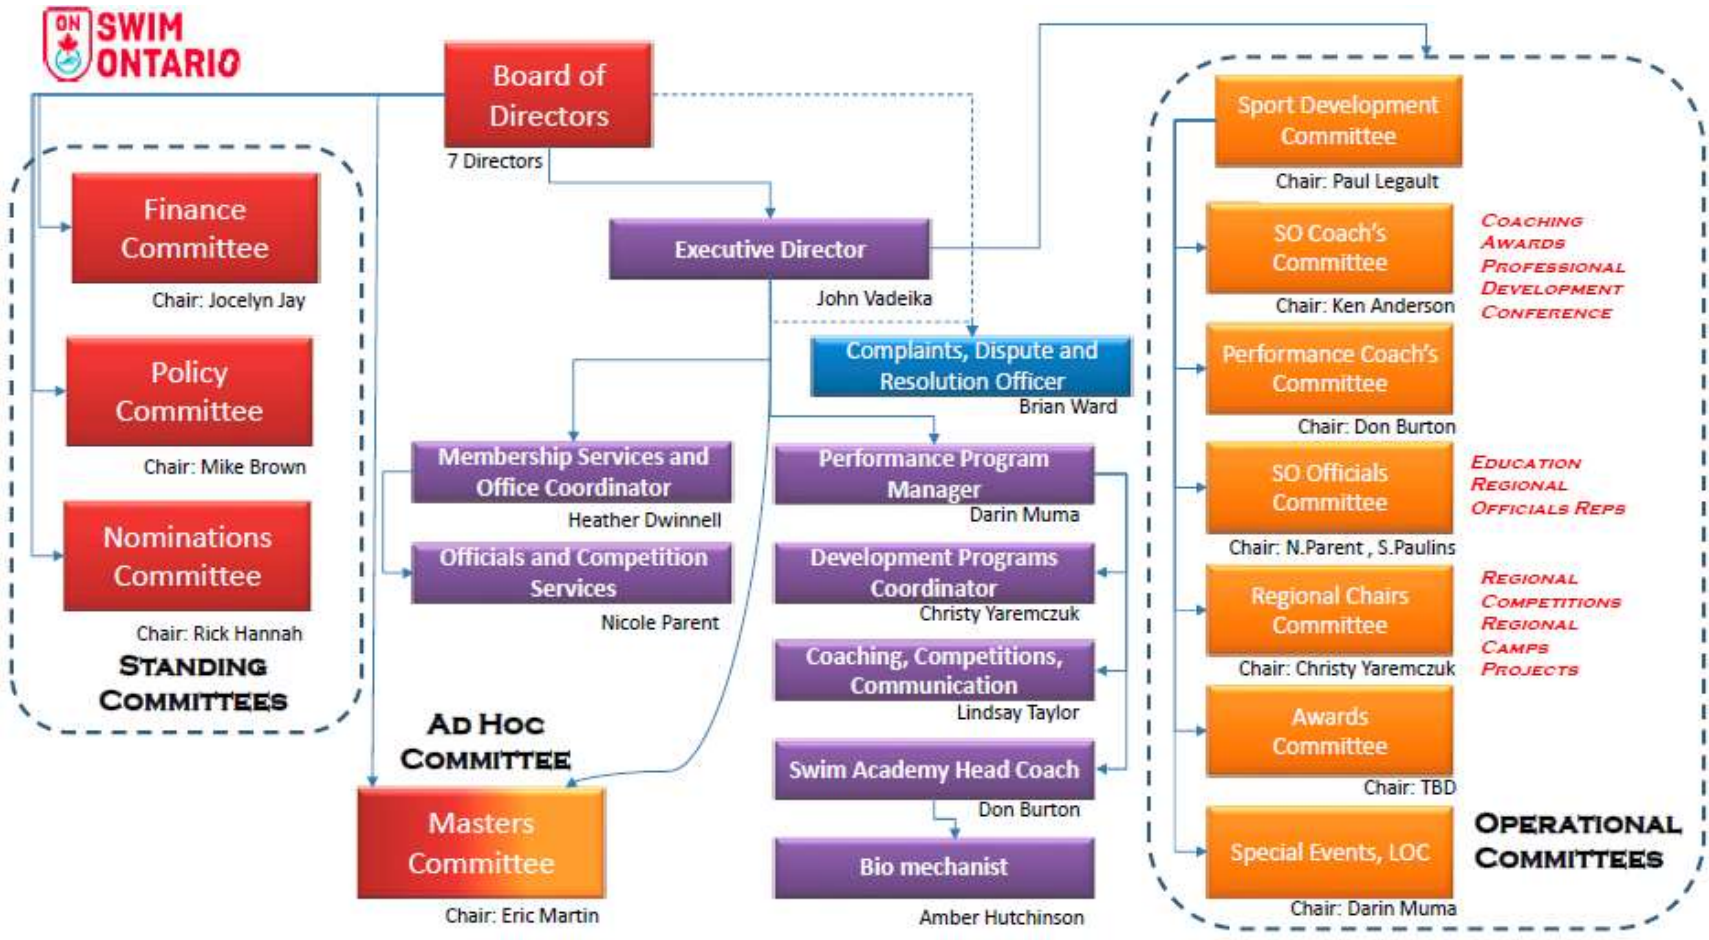 ON
SWIM
ONTARIO
Board of
Directors
7 Directors
Finance
Committee
Chair: Jocelyn Jay
Policy
Committee
Chair: Mike Brown
Nominations
Committee
Chair: Rick Hannah
STANDING
COMMITTEES
Executive Director
John Vadeika
Complaints, Dispute and
Resolution Officer
Brian Ward
Membership Services and
Office Coordinator
Heather Dwinnell
Officials and Competition
Services
Nicole Parent
AD HOC
COMMITTEE
Masters
Committee
Chair: Eric Martin
Performance Program
Manager
Darin Muma
Development Programs
Coordinator
Christy Yaremczuk
Coaching, Competitions,
Communication
Lindsay Taylor
Swim Academy Head Coach
Don Burton
Bio mechanist
Amber Hutchinson
Sport Development
Committee
Chair: Paul Legault
SO Coach's
Committee
Chair: Ken Anderson
COACHING
AWARDS
PROFESSIONAL
DEVELOPMENT
CONFERENCE
Performance Coach's
Committee
Chair: Don Burton
SO Officials
Committee
Chair: N.Parent , S.Paulins
EDUCATION
REGIONAL
OFFICIALS REPS
Regional Chairs
Committee
Chair: Christy Yaremczuk
REGIONAL
COMPETITIONS
REGIONAL
CAMPS
PROJECTS
Awards
Committee
Chair: TBD
Special Events, LOC
Chair: Darin Muma
OPERATIONAL
COMMITTEES